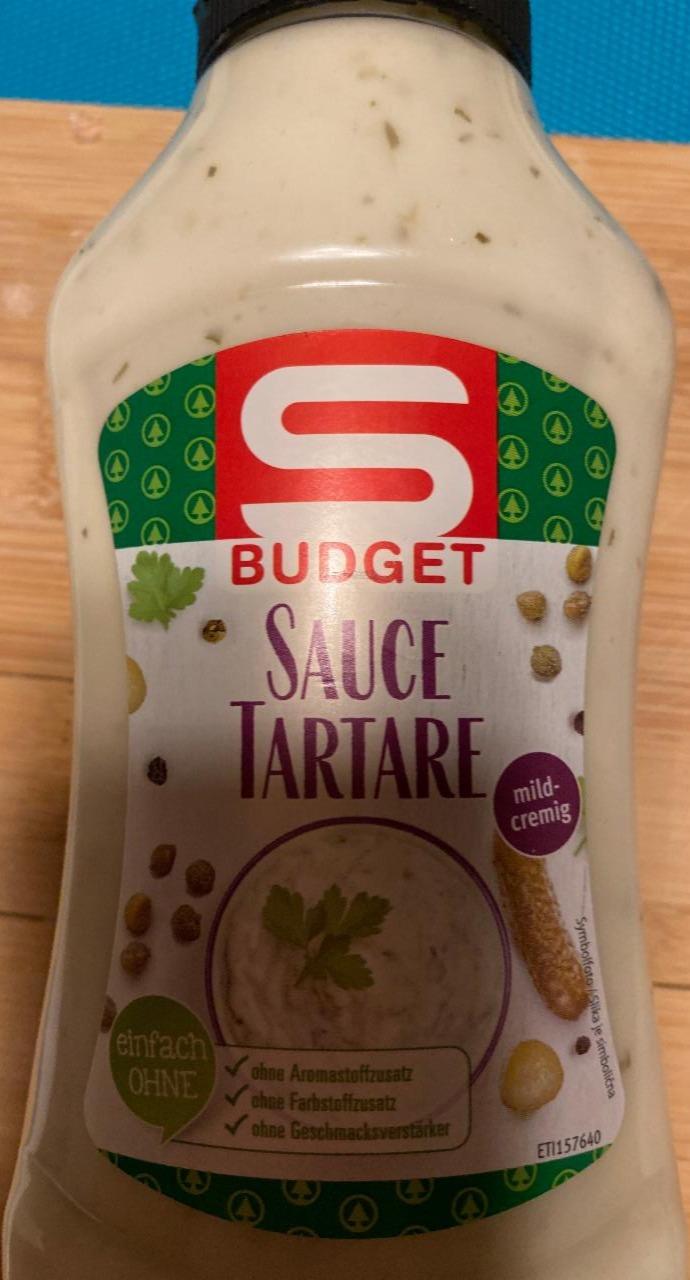 S
BUDGET
SAUCE
TARTARE
mild-
cremig
Symbolfoto / Slika je simbolična
einfach
OHNE
ohne Aromastoffzusatz
ohne Farbstoffzusatz
ohne Geschmacksverstärker
ETI157640